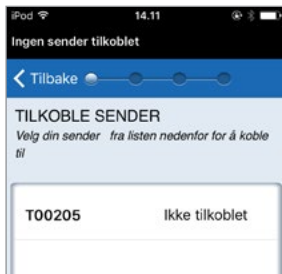 iPod 14.11
Ingen sender tilkoblet
Tilbake
TILKOBLE SENDER
Velg din sender fra listen nedenfor for å koble
til
T00205 Ikke tilkoblet